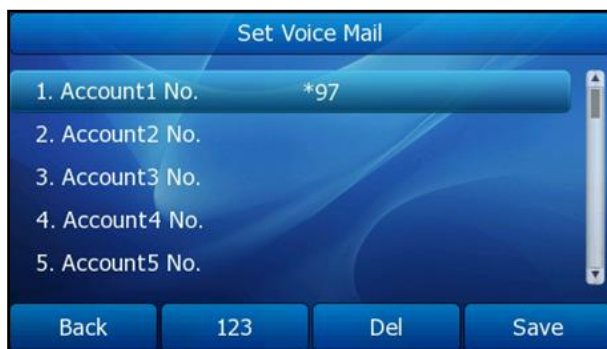 Set Voice Mail
1. Account1 No. *97
2. Account2 No.
3. Account3 No.
4. Account4 No.
5. Account5 No.
Back 123 Del Save